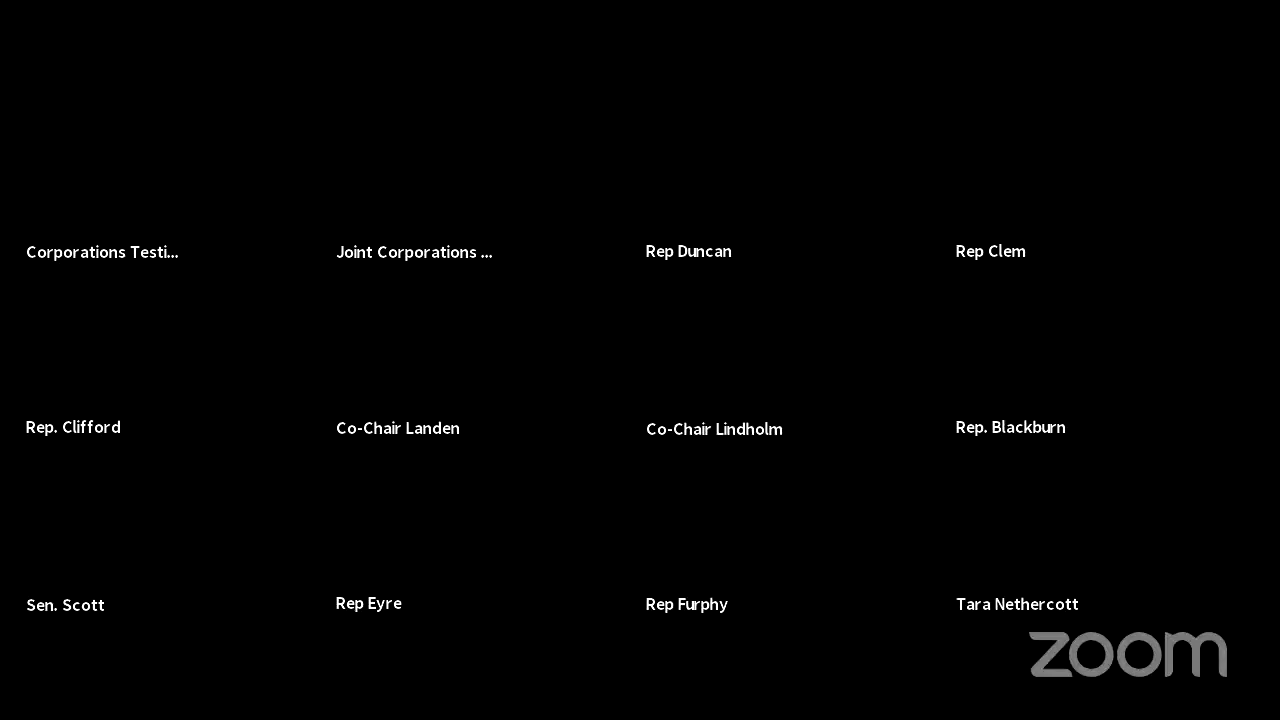 Corporations Testi...
Joint Corporations ...
Rep Duncan
Rep Clem
Rep. Clifford
Co-Chair Landen
Co-Chair Lindholm
Rep. Blackburn
Sen. Scott
Rep Eyre
Rep Furphy
Tara Nethercott
zoom